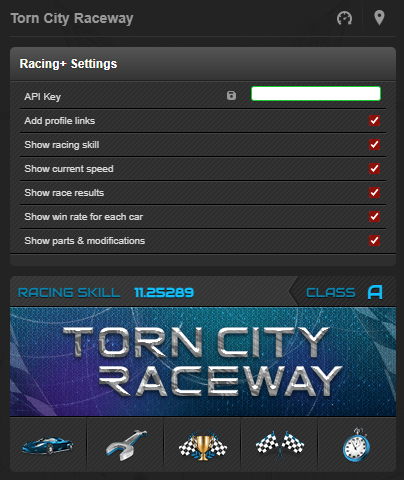 Torn City Raceway
Racing+ Settings
API Key
Add profile links
Show racing skill
Show current speed
Show race results
Show win rate for each car
Show parts & modifications
RACING SKILL 11.25289 CLASS A
TORN CITY
RACEWAY